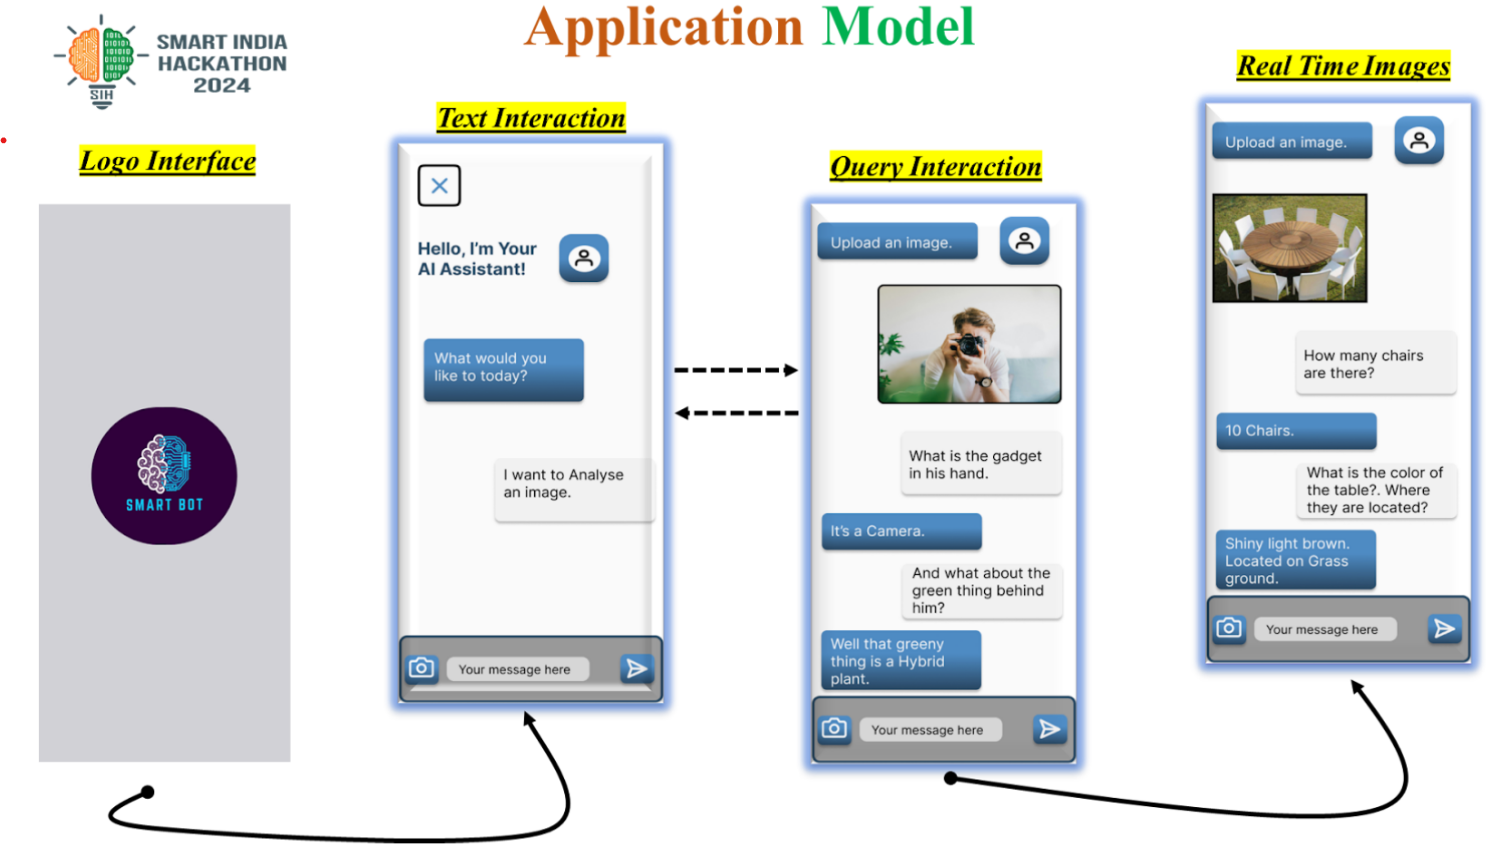 Application Model
SMART INDIA
HACKATHON
2024
SIH
Logo Interface
SMART BOT
Text Interaction
Hello, I'm Your
AI Assistant!
What would you
like to today?
I want to Analyse
an image.
Your message here
Query Interaction
Upload an image.
What is the gadget
in his hand.
It's a Camera.
And what about the
green thing behind
him?
Well that greeny
thing is a Hybrid
plant.
Your message here
Real Time Images
Upload an image.
How many chairs
are there?
10 Chairs.
What is the color of
the table?. Where
they are located?
Shiny light brown.
Located on Grass
ground.
Your message here